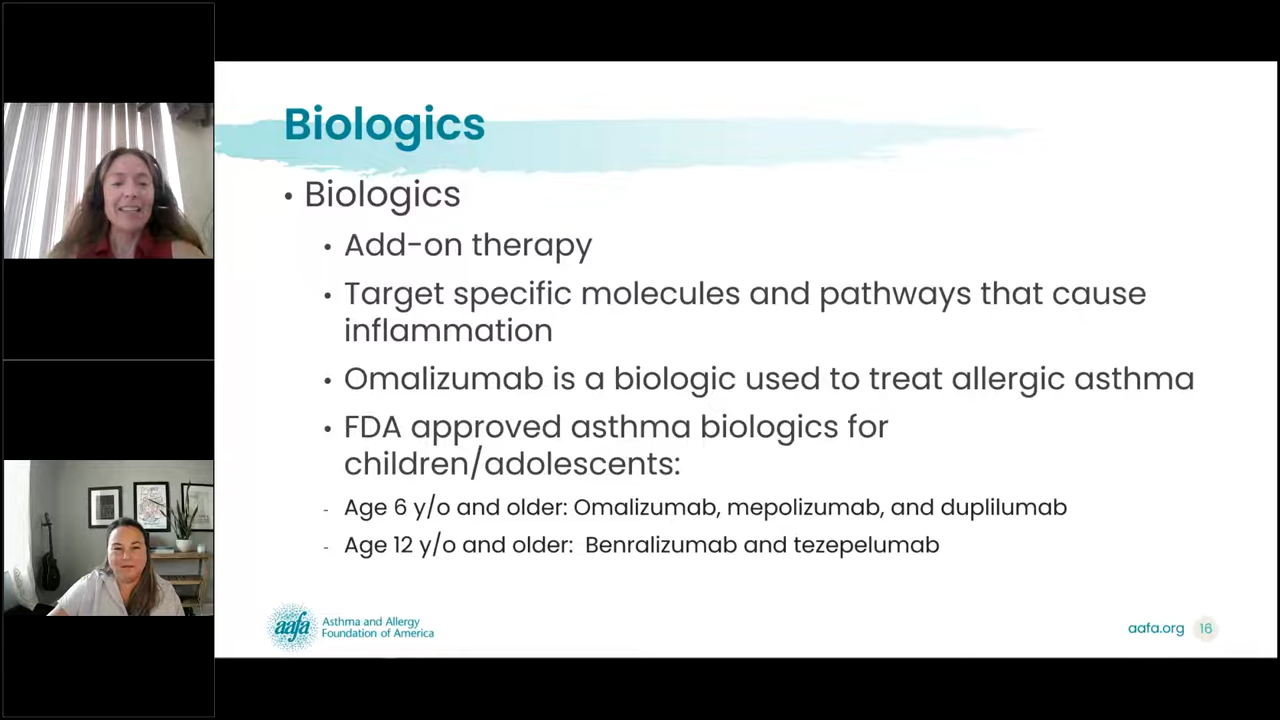 Biologics
• Biologics
• Add-on therapy
• Target specific molecules and pathways that cause
inflammation
• Omalizumab is a biologic used to treat allergic asthma
• FDA approved asthma biologics for
children/adolescents:
- Age 6 y/o and older: Omalizumab, mepolizumab, and duplilumab
- Age 12 y/o and older: Benralizumab and tezepelumab
aafa
Asthma and Allergy
Foundation of America
aafa.org 16